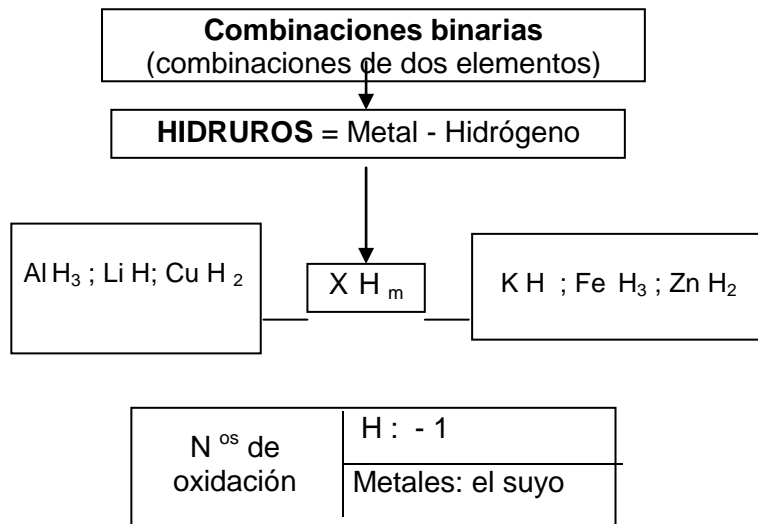 Combinaciones binarias
(combinaciones de dos elementos)
HIDRUROS = Metal - Hidrógeno
Al H₃ ; Li H; Cu H ₂
X H ₘ
K H ; Fe H₃ ; Zn H₂
N ᵒˢ de
oxidación
H : - 1
Metales: el suyo